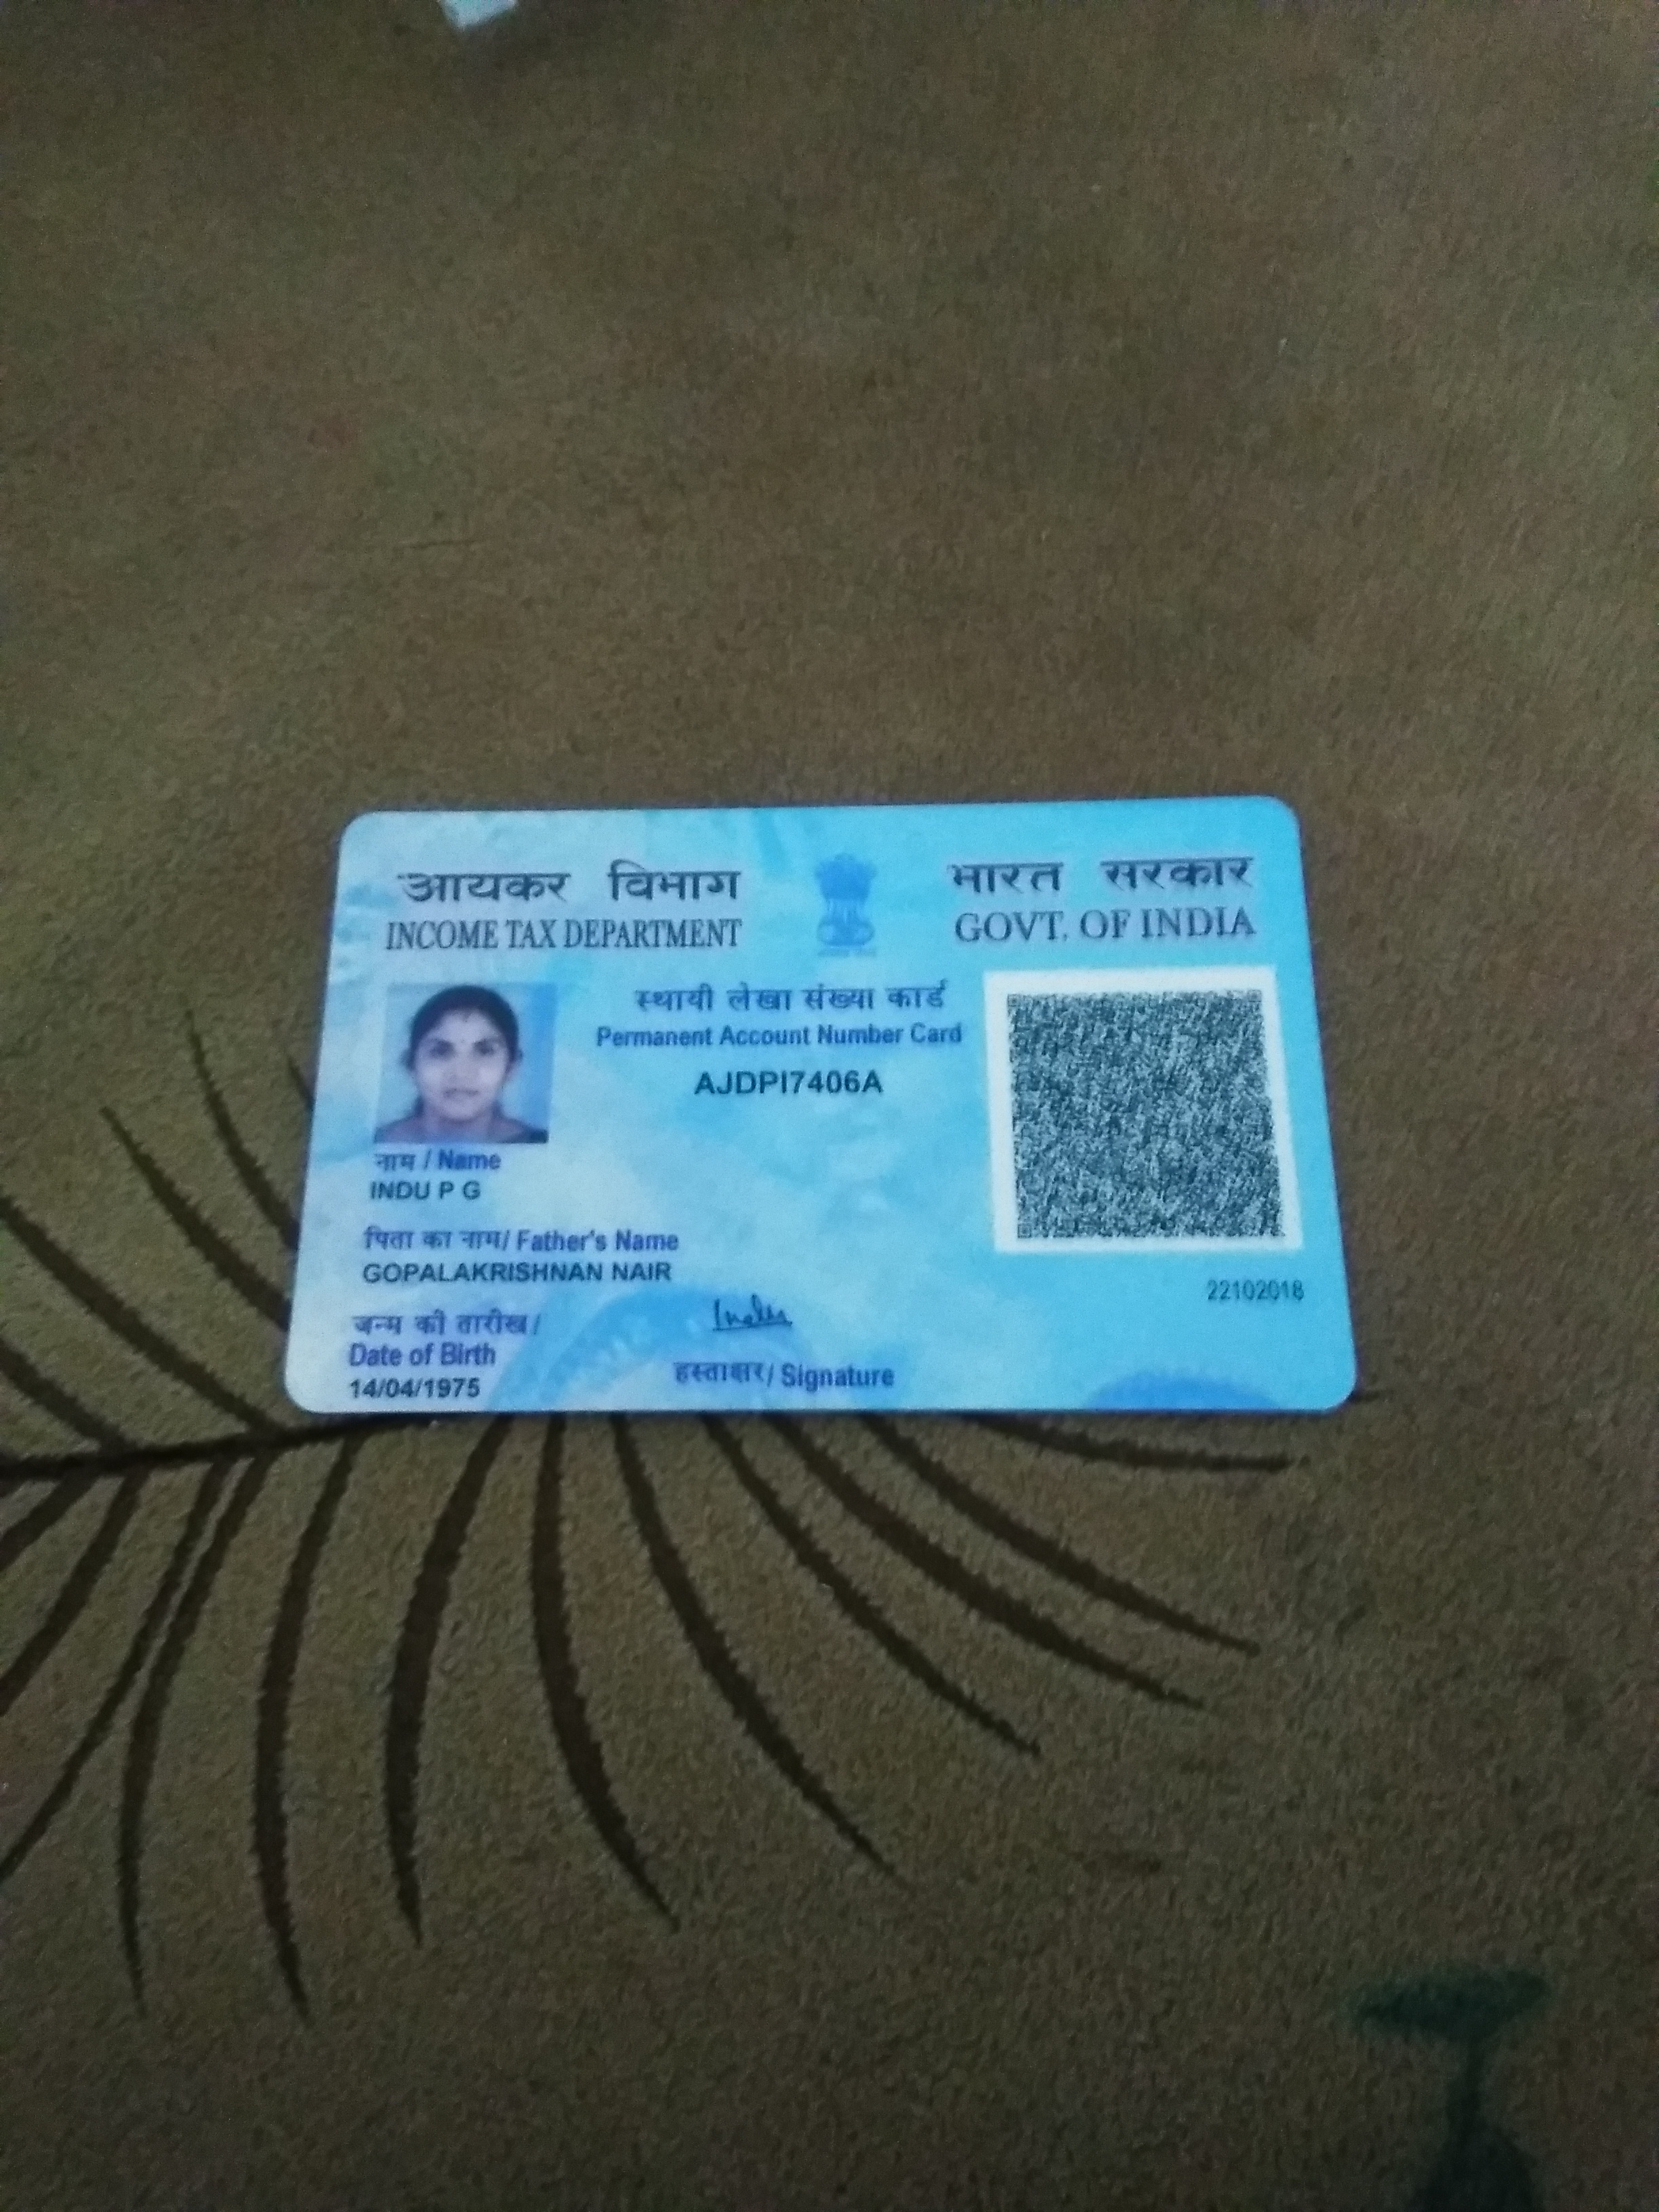 आयकर विभाग
INCOME TAX DEPARTMENT
भारत सरकार
GOVT. OF INDIA
स्थायी लेखा संख्या कार्ड
Permanent Account Number Card
AJDPI7406A
नाम / Name
INDU P G
पिता का नाम/ Father's Name
GOPALAKRISHNAN NAIR
जन्म की तारीख/
Date of Birth
14/04/1975
Indu
हस्ताक्षर/ Signature
22102018